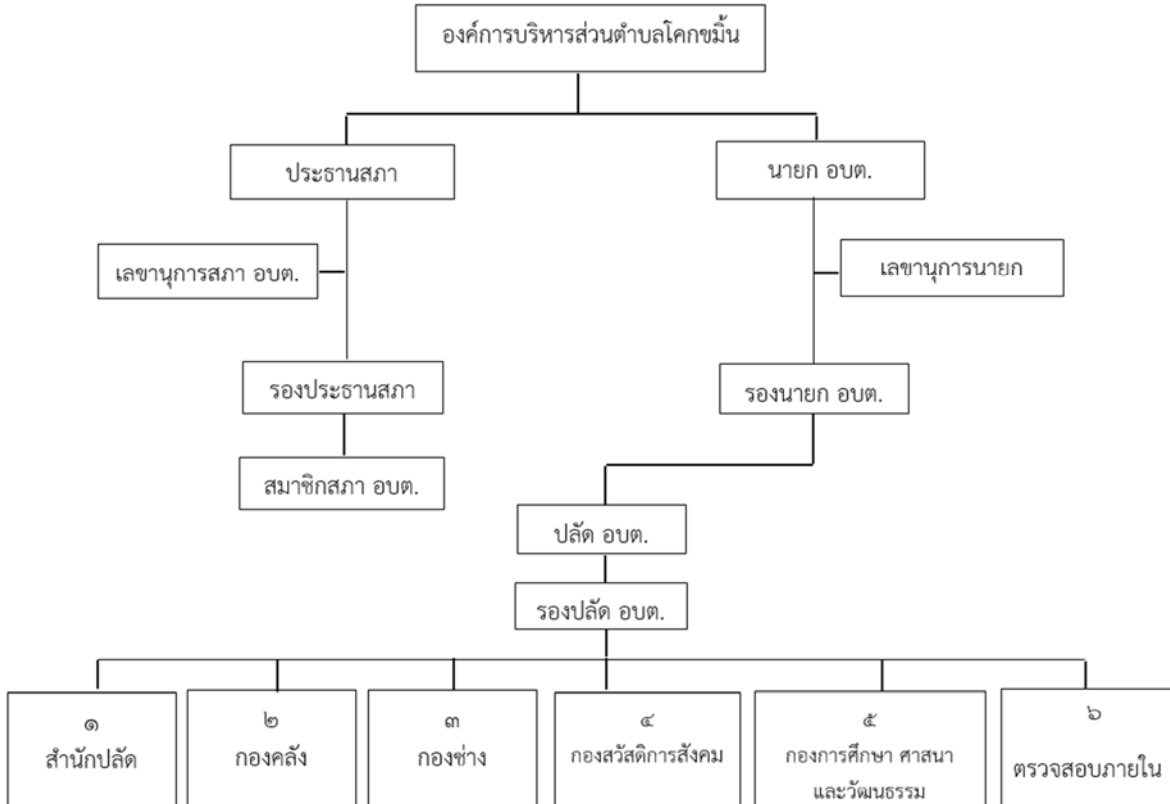 องค์การบริหารส่วนตำบลโคกขมิ้น
ประธานสภา
นายก อบต.
เลขานุการสภา อบต.
เลขานุการนายก
รองประธานสภา
รองนายก อบต.
สมาชิกสภา อบต.
ปลัด อบต.
รองปลัด อบต.
๑
สำนักปลัด
๒
กองคลัง
๓
กองช่าง
๔
กองสวัสดิการสังคม
๕
กองการศึกษา ศาสนา
และวัฒนธรรม
๖
ตรวจสอบภายใน